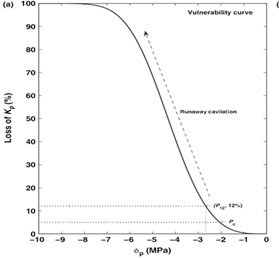 (a)
Vulnerability curve
100
90
80
70
60
50
40
30
20
10
0
Loss of Kp (%)
Runaway cavitation
(P12, 12%)
Pe
-10 -9 -8 -7 -6 -5 -4 -3 -2 -1 0
ϕp (MPa)
(